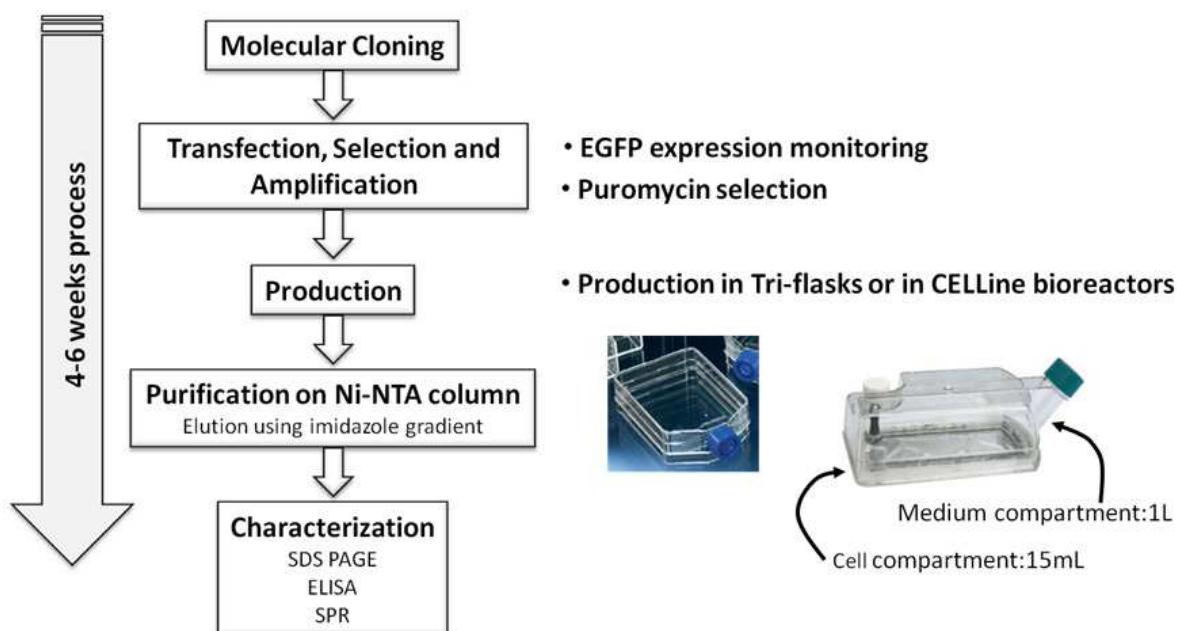 4-6 weeks process
Molecular Cloning
Transfection, Selection and
Amplification
• EGFP expression monitoring
• Puromycin selection
Production
• Production in Tri-flasks or in CELLine bioreactors
Purification on Ni-NTA column
Elution using imidazole gradient
Characterization
SDS PAGE
ELISA
SPR
Medium compartment:1L
Cell compartment:15mL